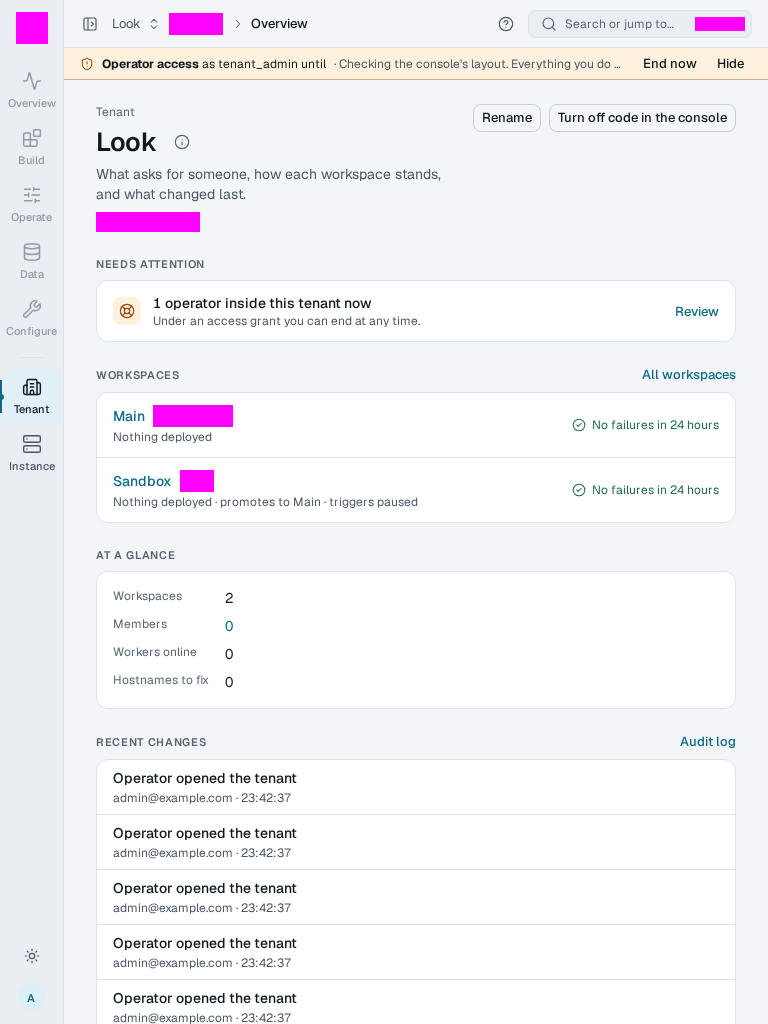 Look
Overview
Search or jump to…
Operator access as tenant_admin until · Checking the console's layout. Everything you do …
End now
Hide
Overview
Build
Operate
Data
Configure
Tenant
Instance
A
Tenant
Look
Rename
Turn off code in the console
What asks for someone, how each workspace stands,
and what changed last.
NEEDS ATTENTION
1 operator inside this tenant now
Under an access grant you can end at any time.
Review
WORKSPACES
All workspaces
Main
Nothing deployed
No failures in 24 hours
Sandbox
Nothing deployed · promotes to Main · triggers paused
No failures in 24 hours
AT A GLANCE
Workspaces 2
Members 0
Workers online 0
Hostnames to fix 0
RECENT CHANGES
Audit log
Operator opened the tenant
admin@example.com · 23:42:37
Operator opened the tenant
admin@example.com · 23:42:37
Operator opened the tenant
admin@example.com · 23:42:37
Operator opened the tenant
admin@example.com · 23:42:37
Operator opened the tenant
admin@example.com · 23:42:37